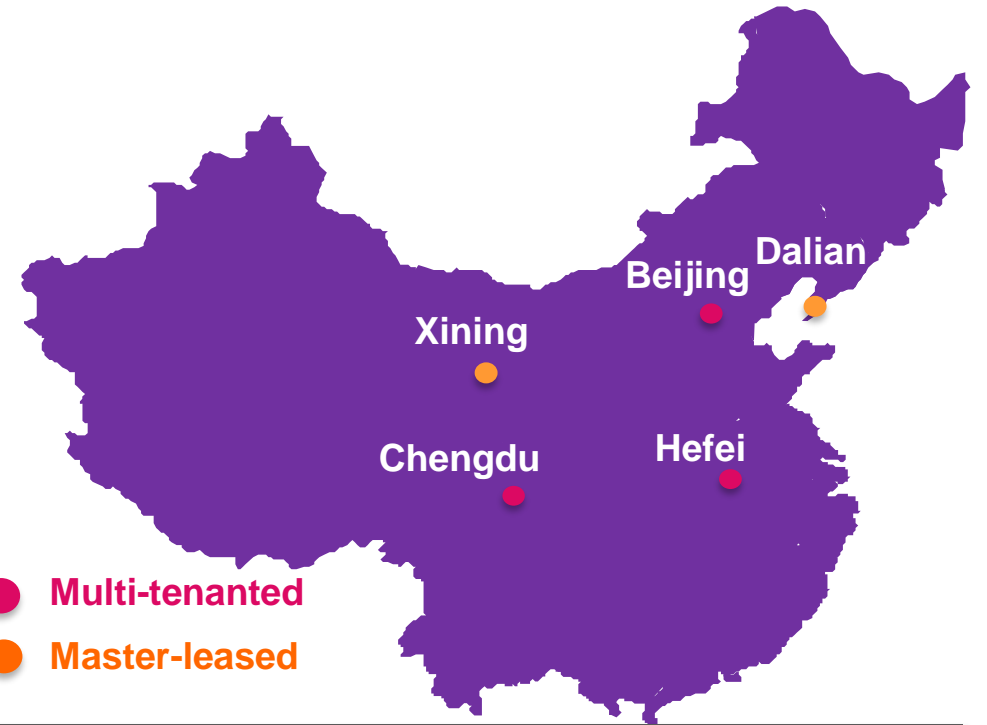 Dalian
Beijing
Xining
Hefei
Chengdu
Multi-tenanted
Master-leased